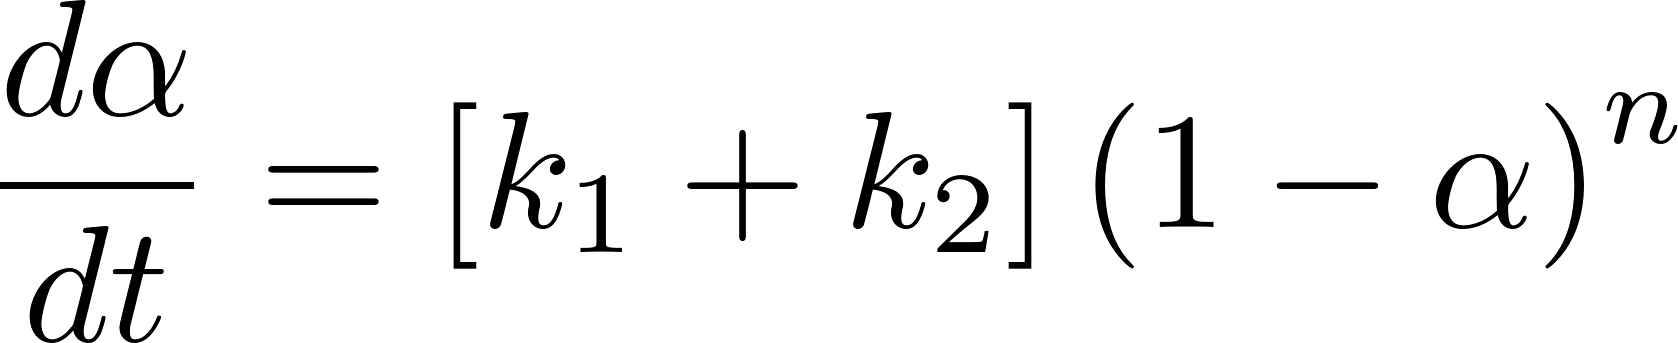 dα/dt = [k₁ + k₂] (1 − α)ⁿ